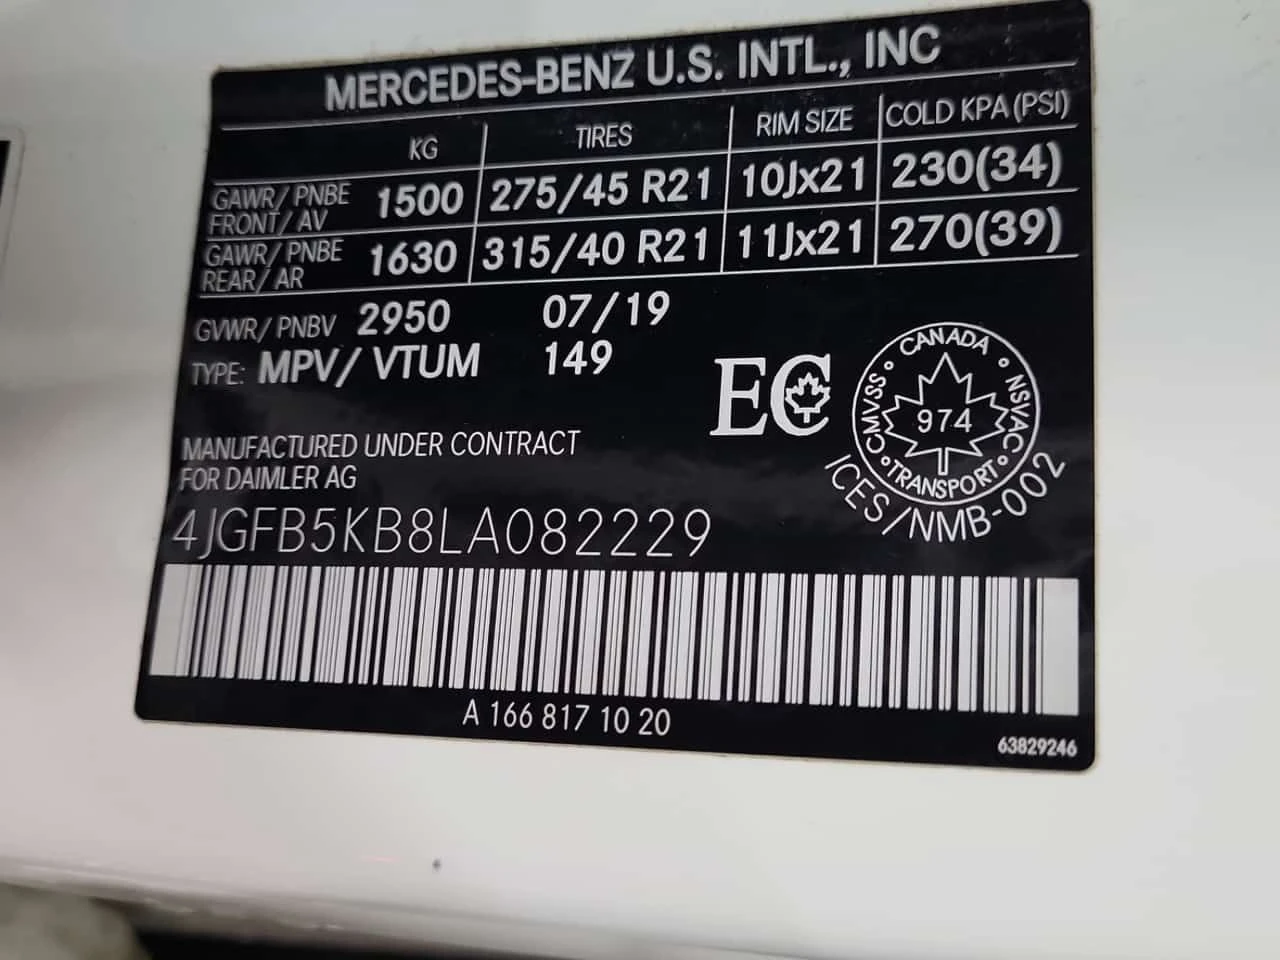 MERCEDES-BENZ U.S. INTL., INC
KG TIRES RIM SIZE COLD KPA (PSI)
GAWR/ PNBE FRONT/ AV 1500 275/45 R21 10Jx21 230(34)
GAWR/ PNBE REAR/ AR 1630 315/40 R21 11Jx21 270(39)
GVWR/ PNBV 2950 07/19
TYPE: MPV/ VTUM 149
EC
CANADA
NSVAC
TRANSPORT
CMVSS
974
ICES/NMB-002
MANUFACTURED UNDER CONTRACT
FOR DAIMLER AG
4JGFB5KB8LA082229
A 166 817 10 20
63829246